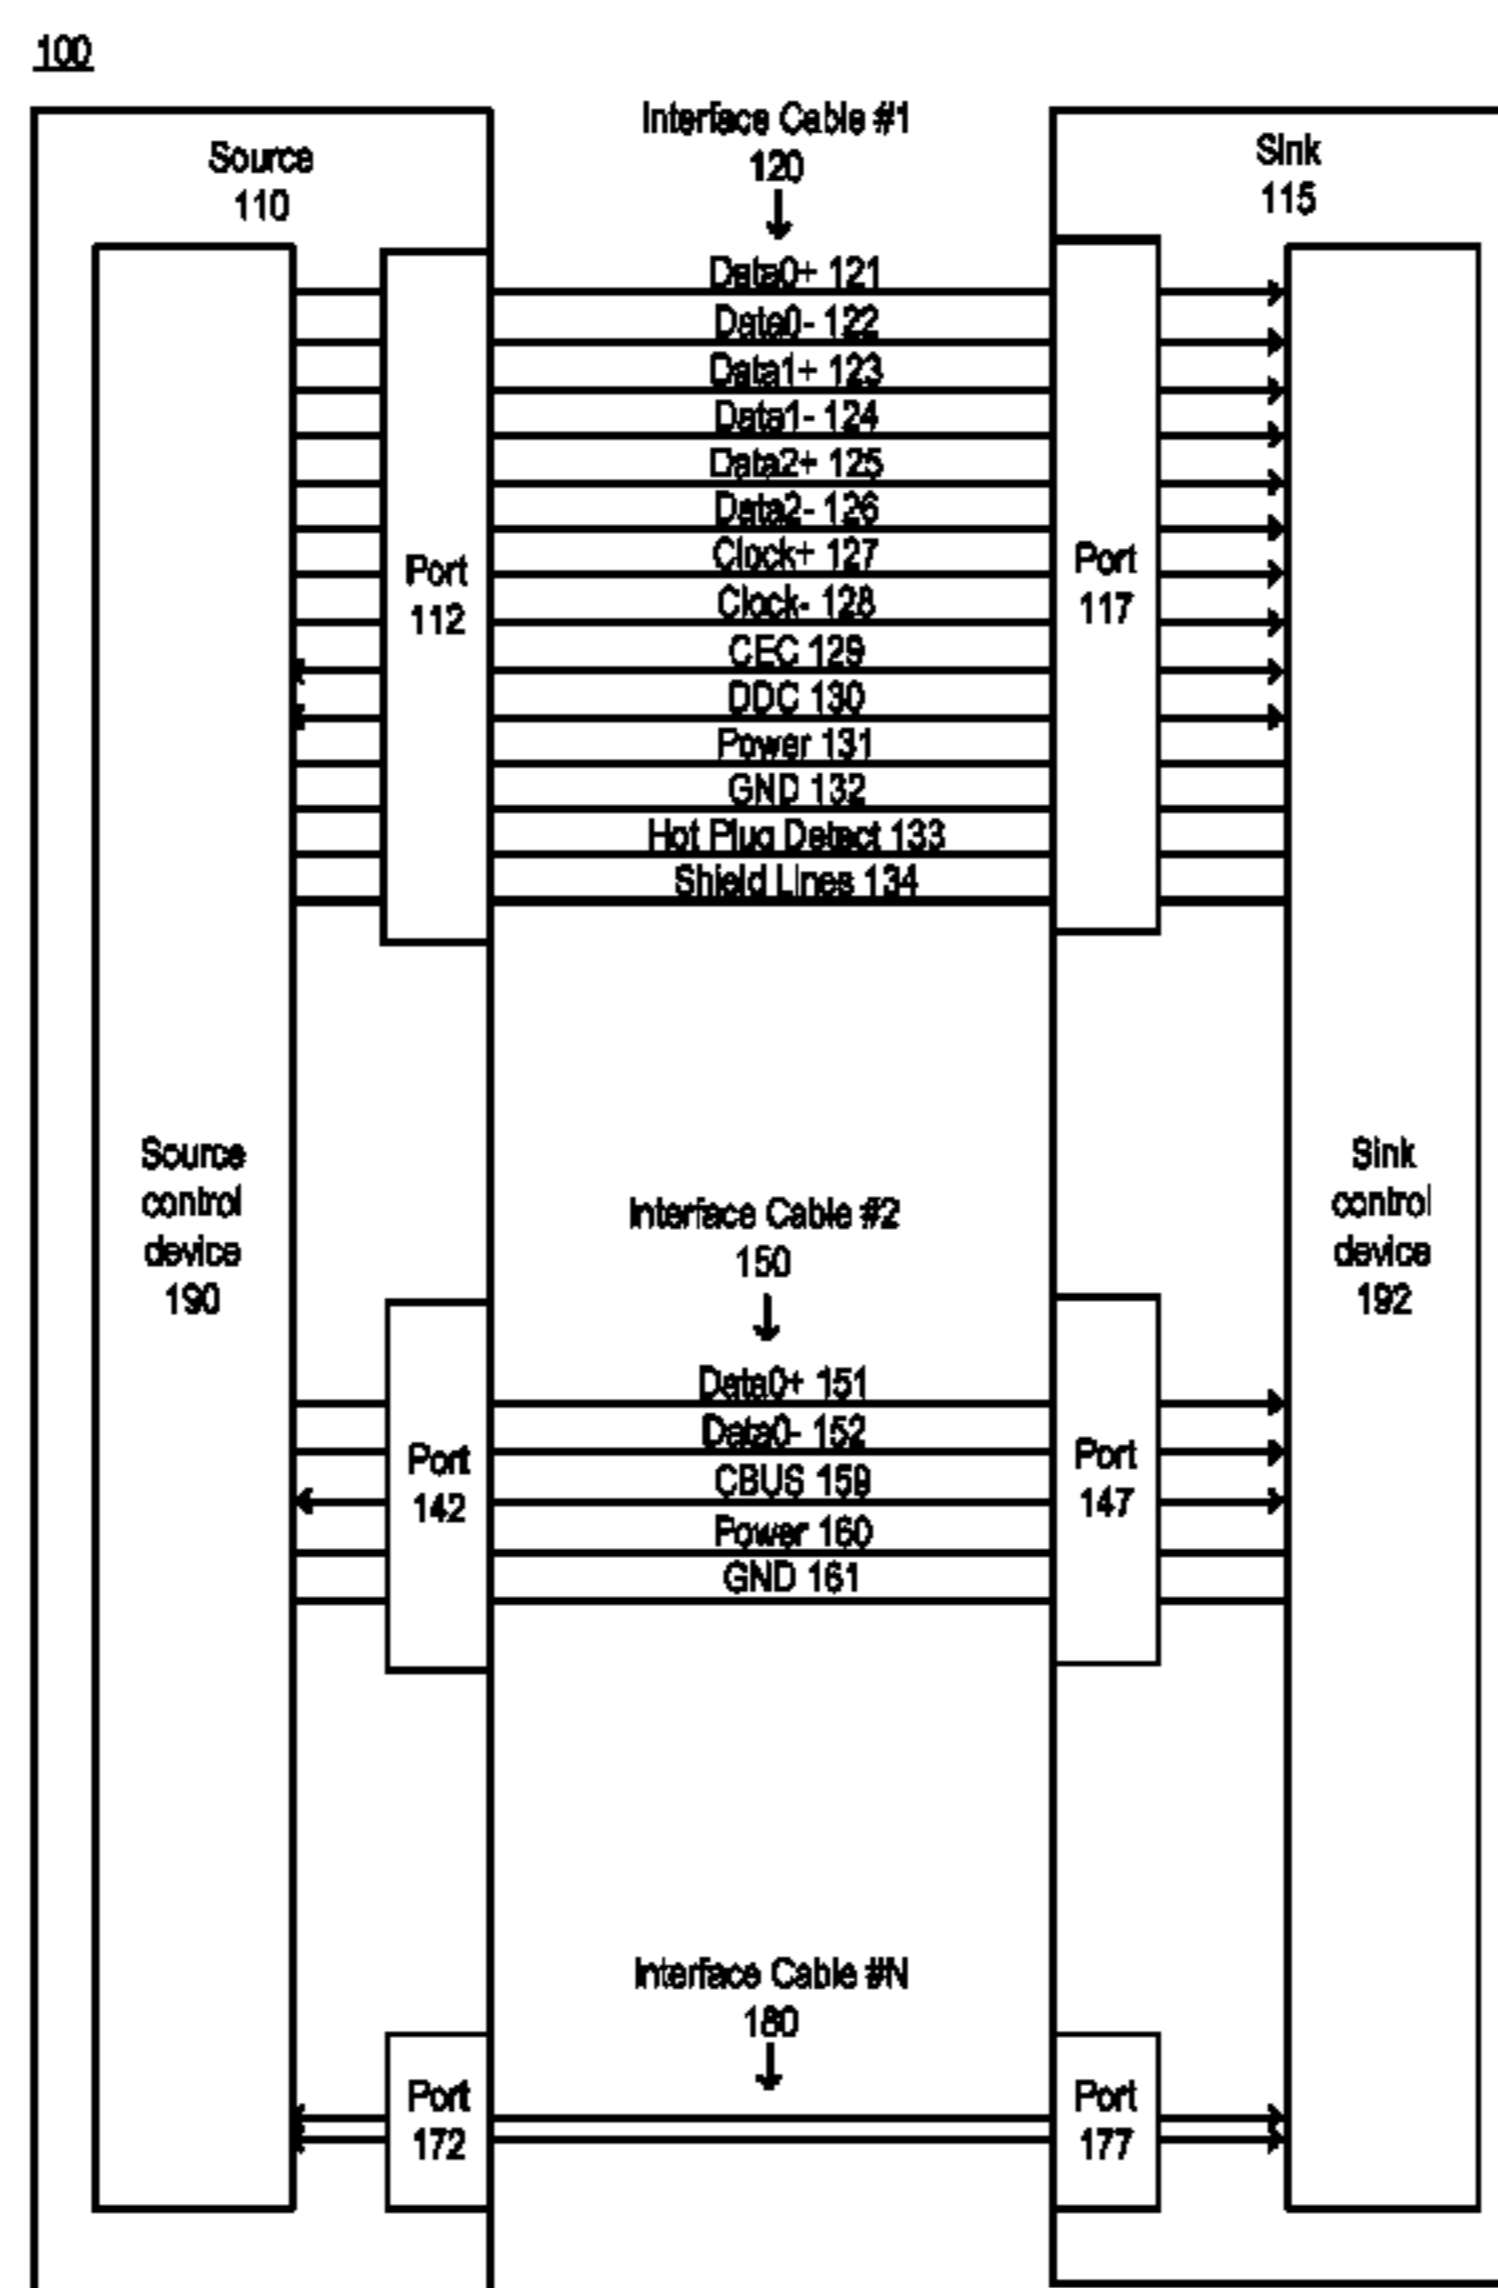 100
Source
110
Interface Cable #1
120
Sink
115
Data0+ 121
Data0- 122
Data1+ 123
Data1- 124
Data2+ 125
Data2- 126
Clock+ 127
Clock- 128
CEC 129
DDC 130
Power 131
GND 132
Hot Plug Detect 133
Shield Lines 134
Port
112
Port
117
Source
control
device
190
Sink
control
device
192
Interface Cable #2
150
Data0+ 151
Data0- 152
CBUS 159
Power 160
GND 161
Port
142
Port
147
Interface Cable #N
180
Port
172
Port
177